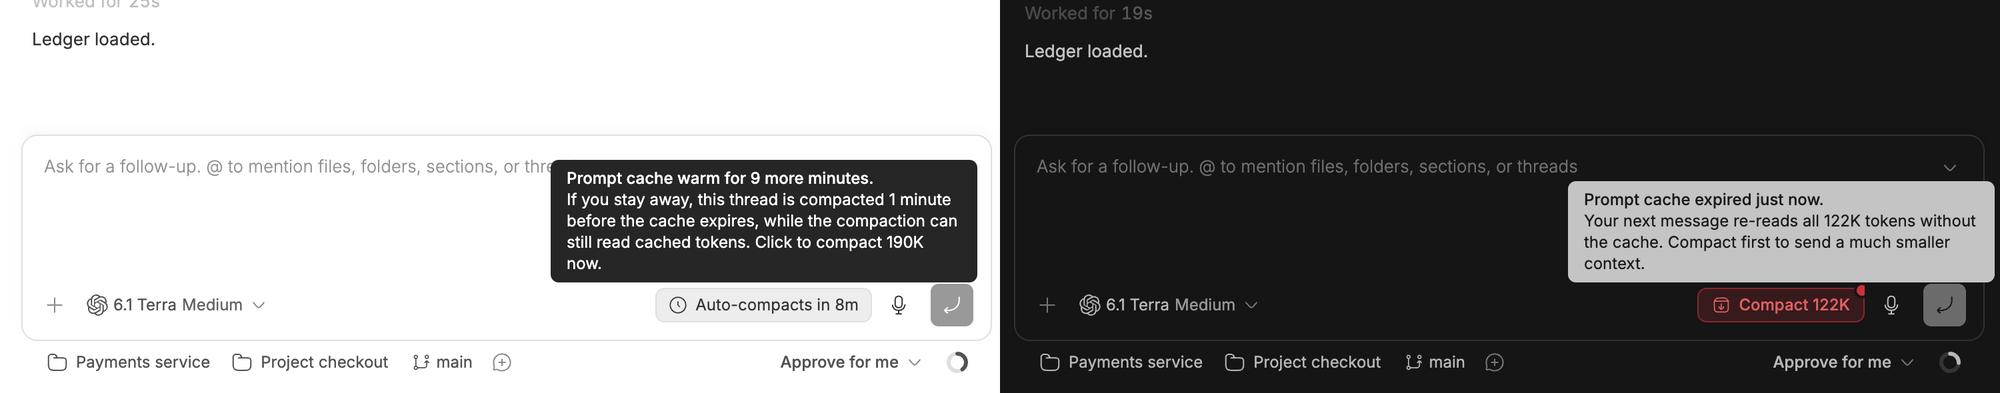 Worked for 25s
Ledger loaded.
Ask for a follow-up. @ to mention files, folders, sections, or thre
Prompt cache warm for 9 more minutes.
If you stay away, this thread is compacted 1 minute
before the cache expires, while the compaction can
still read cached tokens. Click to compact 190K
now.
6.1 Terra Medium
Auto-compacts in 8m
Payments service
Project checkout
main
Approve for me
Worked for 19s
Ledger loaded.
Ask for a follow-up. @ to mention files, folders, sections, or threads
Prompt cache expired just now.
Your next message re-reads all 122K tokens without
the cache. Compact first to send a much smaller
context.
6.1 Terra Medium
Compact 122K
Payments service
Project checkout
main
Approve for me